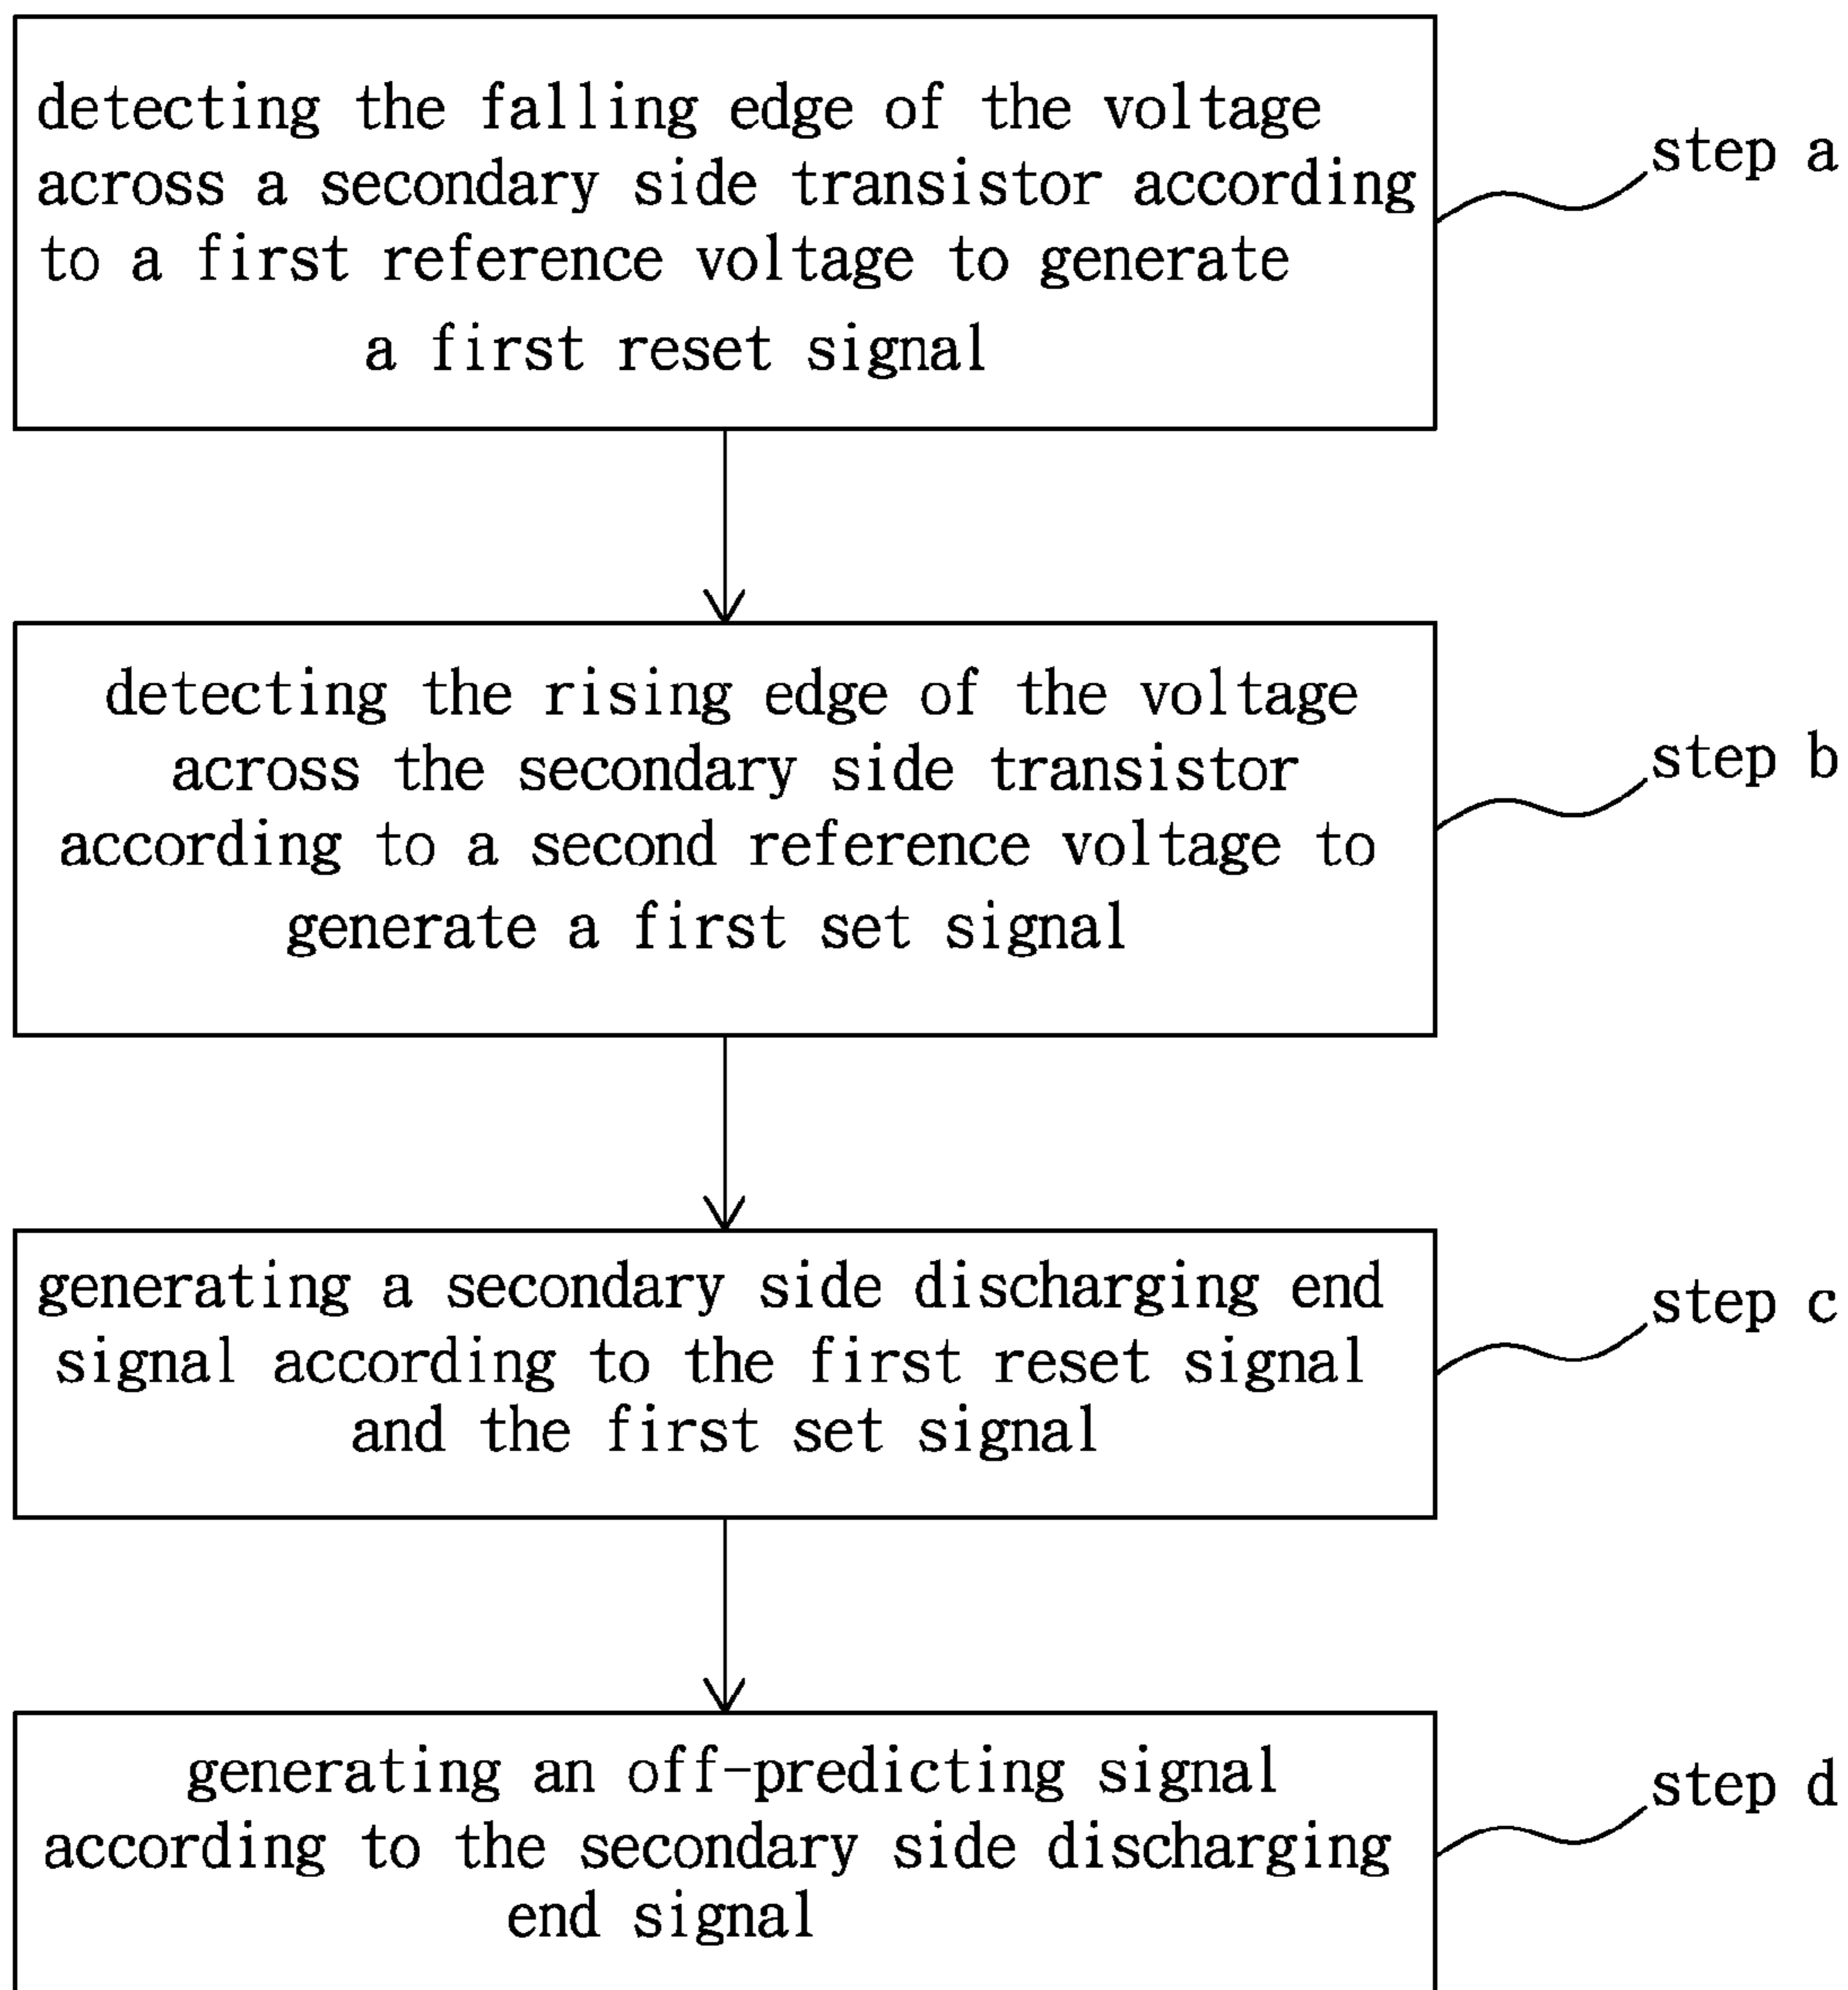 detecting the falling edge of the voltage
across a secondary side transistor according
to a first reference voltage to generate
a first reset signal
step a
detecting the rising edge of the voltage
across the secondary side transistor
according to a second reference voltage to
generate a first set signal
step b
generating a secondary side discharging end
signal according to the first reset signal
and the first set signal
step c
generating an off-predicting signal
according to the secondary side discharging
end signal
step d